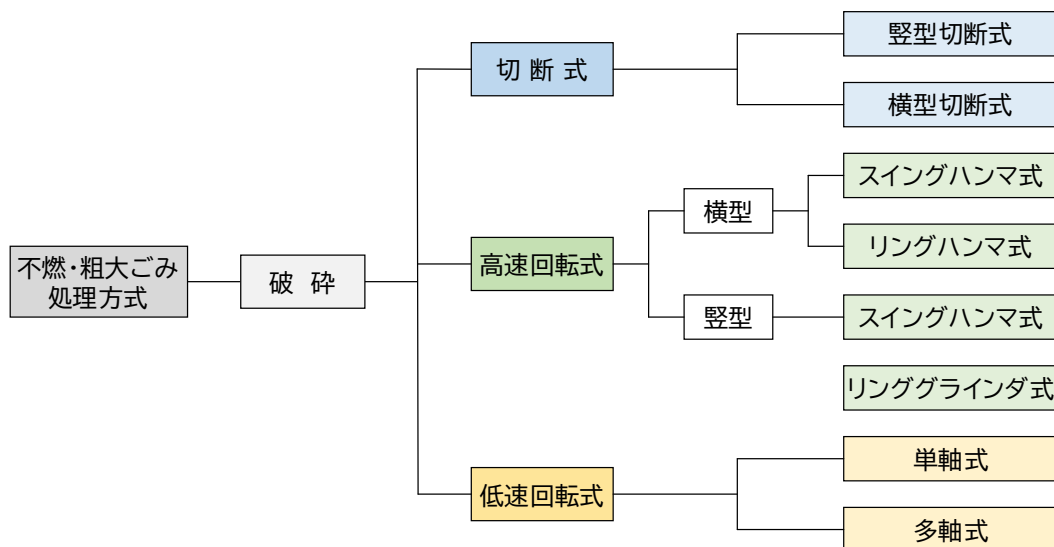 不燃・粗大ごみ
処理方式
破 砕
切 断 式
竪型切断式
横型切断式
高速回転式
横型
スイングハンマ式
リングハンマ式
竪型
スイングハンマ式
リンググラインダ式
低速回転式
単軸式
多軸式